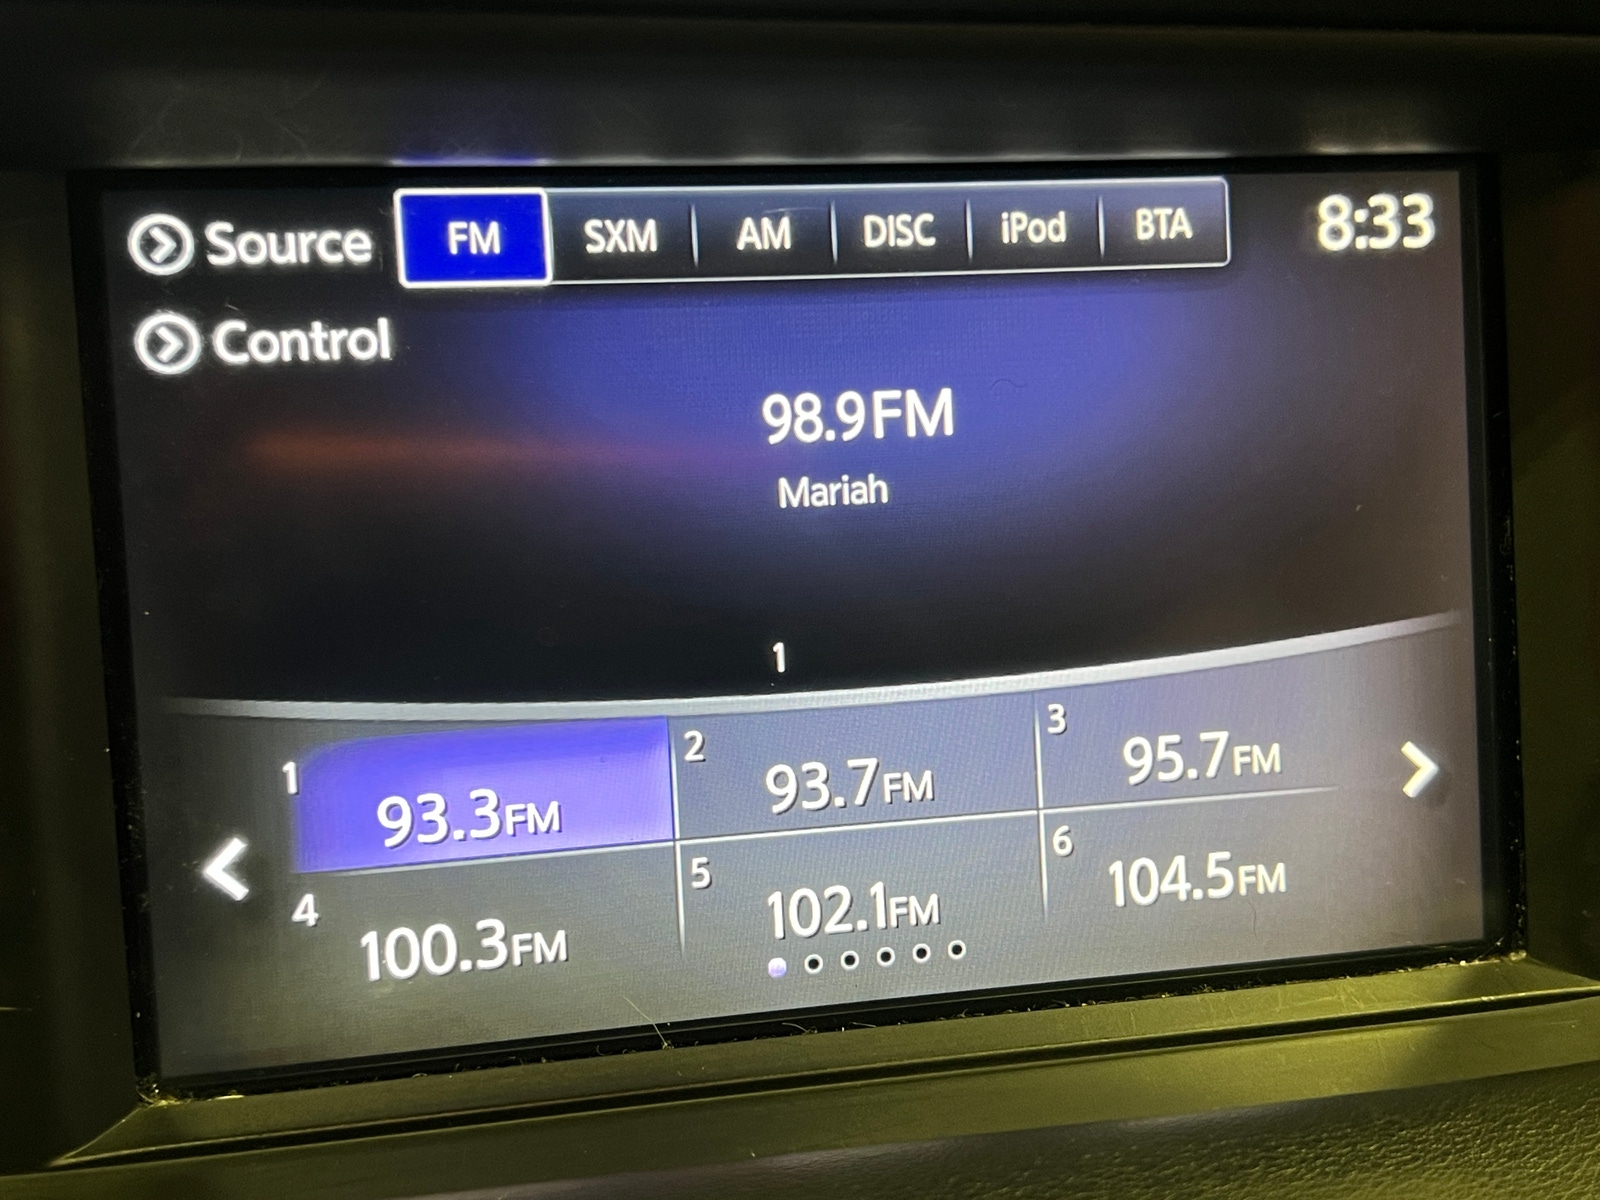 Source FM SXM AM DISC iPod BTA 8:33
Control
98.9FM
Mariah
1
1 93.3FM 2 93.7FM 3 95.7FM
4 100.3FM 5 102.1FM 6 104.5FM